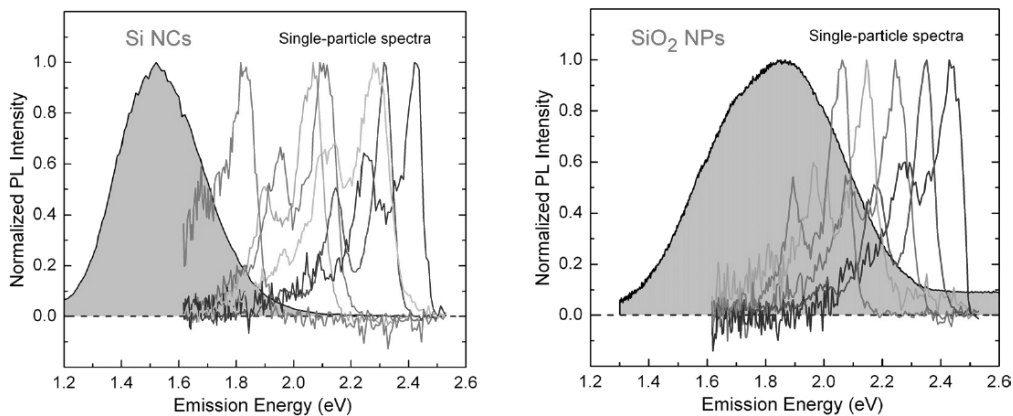 Si NCs
Single-particle spectra
Normalized PL Intensity
1.0
0.8
0.6
0.4
0.2
0.0
1.2 1.4 1.6 1.8 2.0 2.2 2.4 2.6
Emission Energy (eV)
SiO2 NPs
Single-particle spectra
Normalized PL Intensity
1.0
0.8
0.6
0.4
0.2
0.0
1.2 1.4 1.6 1.8 2.0 2.2 2.4 2.6
Emission Energy (eV)